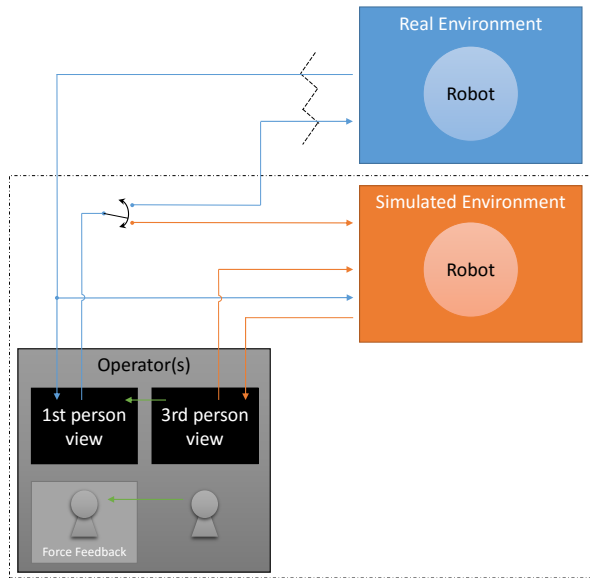 Real Environment
Robot
Simulated Environment
Robot
Operator(s)
1st person
view
3rd person
view
Force Feedback